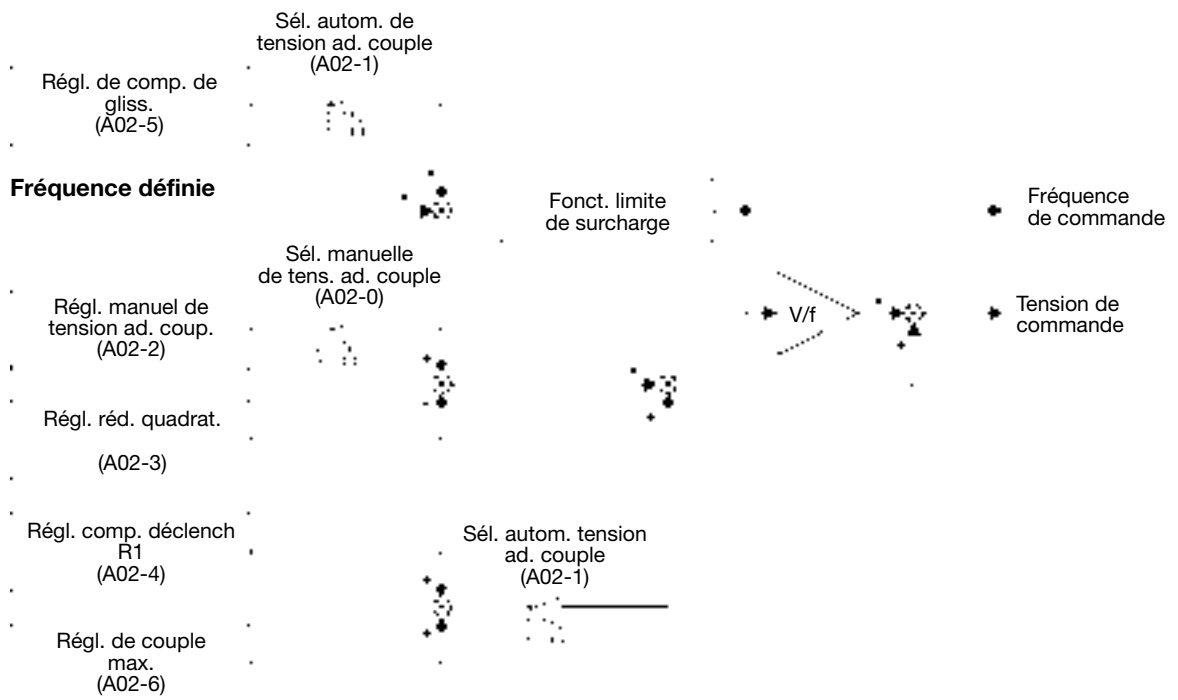 Sél. autom. de
tension ad. couple
(A02-1)
Régl. de comp. de
gliss.
(A02-5)
Fréquence définie
Fonct. limite
de surcharge
Fréquence
de commande
Sél. manuelle
de tens. ad. couple
(A02-0)
Régl. manuel de
tension ad. coup.
(A02-2)
V/f
Tension de
commande
Régl. réd. quadrat.
(A02-3)
Régl. comp. déclench
R1
(A02-4)
Sél. autom. tension
ad. couple
(A02-1)
Régl. de couple
max.
(A02-6)